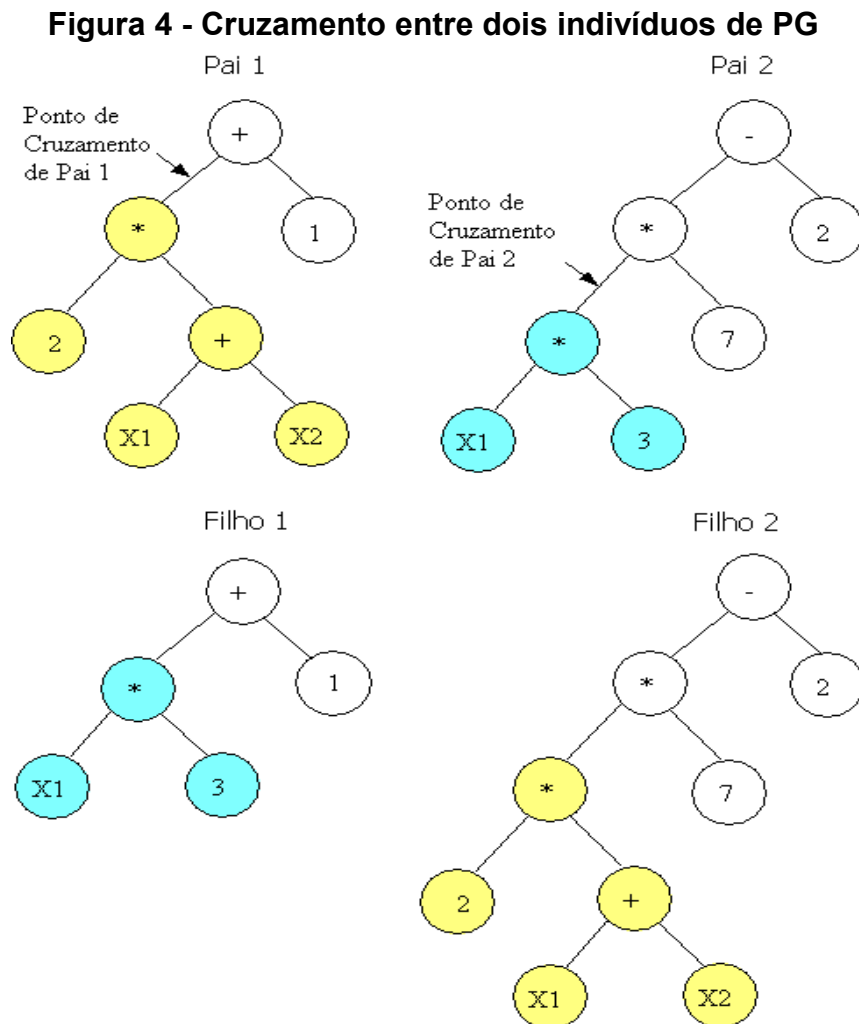 Figura 4 - Cruzamento entre dois indivíduos de PG
Pai 1
Ponto de
Cruzamento
de Pai 1
+
*
1
2
+
X1
X2
Pai 2
-
Ponto de
Cruzamento
de Pai 2
*
2
*
7
X1
3
Filho 1
+
*
1
X1
3
Filho 2
-
*
2
*
7
2
+
X1
X2